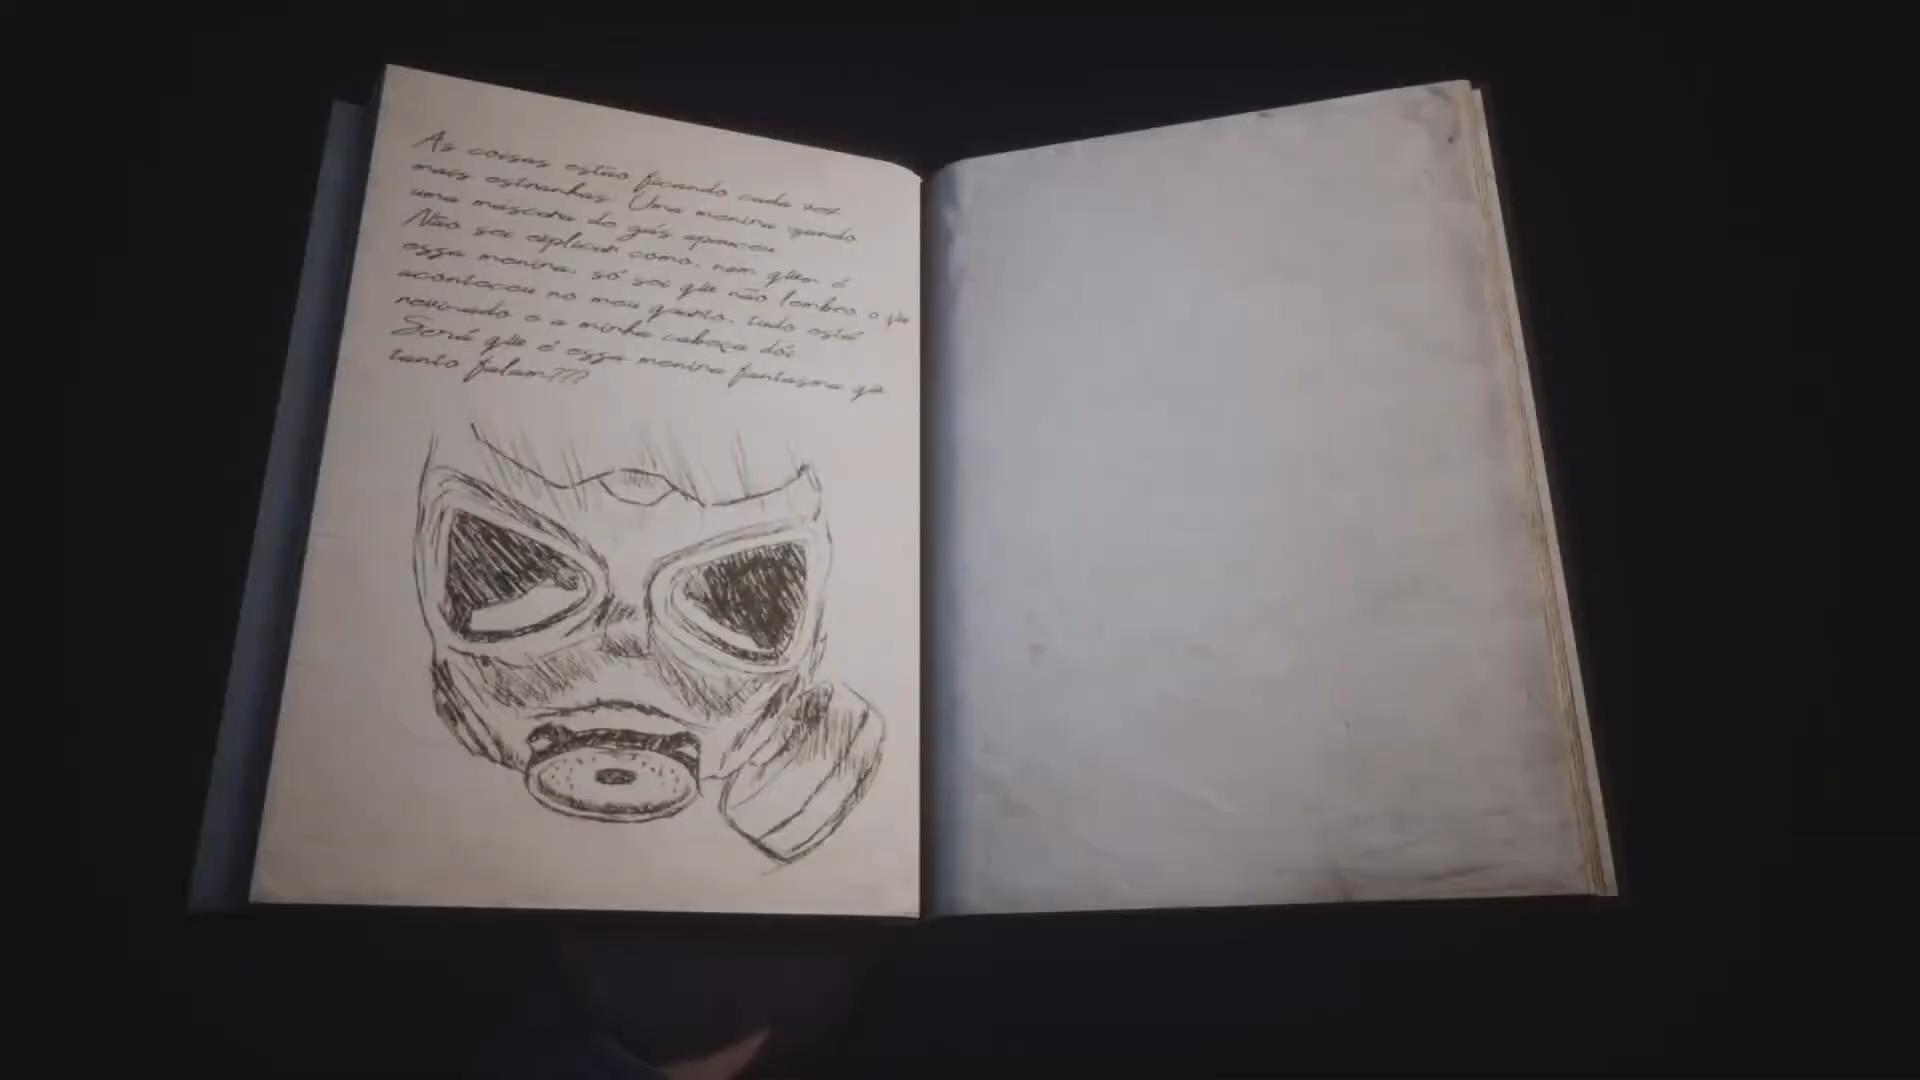 As coisas estão ficando cada vez
mais estranhas. Uma menina usando
uma máscara de gás apareceu
Não sei explicar como, nem quem é
essa menina, só sei que não lembro o que
aconteceu no meu quarto, tudo está
revirado e a minha cabeça dói.
Será que é essa menina fantasma que
tanto falam???